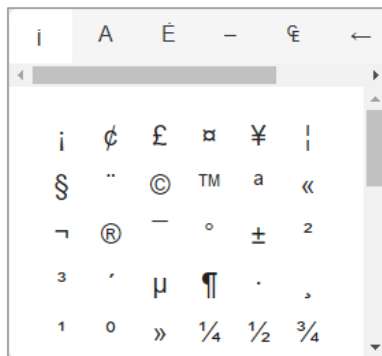 ¡ A Ė – ₠ ←
¡ ¢ £ ¤ ¥ ¦
§ ¨ © ™ ª «
¬ ® ¯ ° ± ²
³ ´ µ ¶ · ¸
¹ º » ¼ ½ ¾